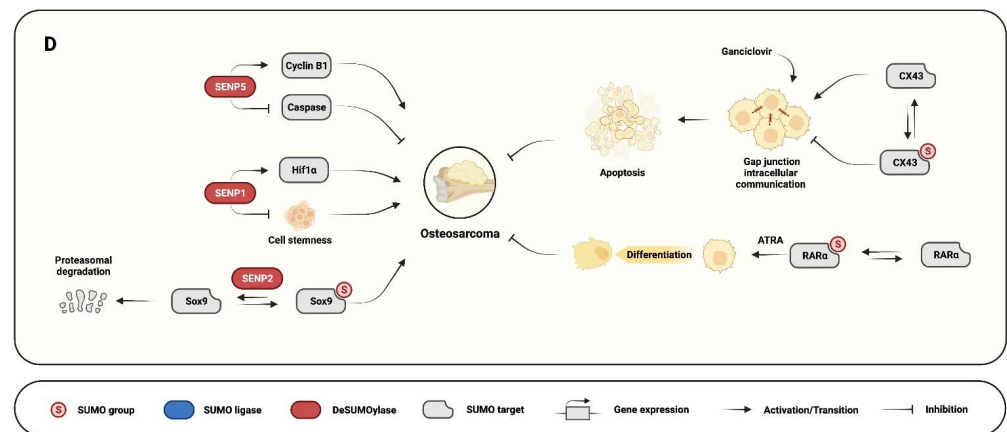 D
SENP5
Cyclin B1
Caspase
SENP1
Hif1α
Cell stemness
Proteasomal
degradation
Sox9
SENP2
Sox9
S
Osteosarcoma
Ganciclovir
Apoptosis
Gap junction
intracellular
communication
CX43
CX43
S
Differentiation
ATRA
RARα
S
RARα
S SUMO group
SUMO ligase
DeSUMOylase
SUMO target
Gene expression
Activation/Transition
Inhibition